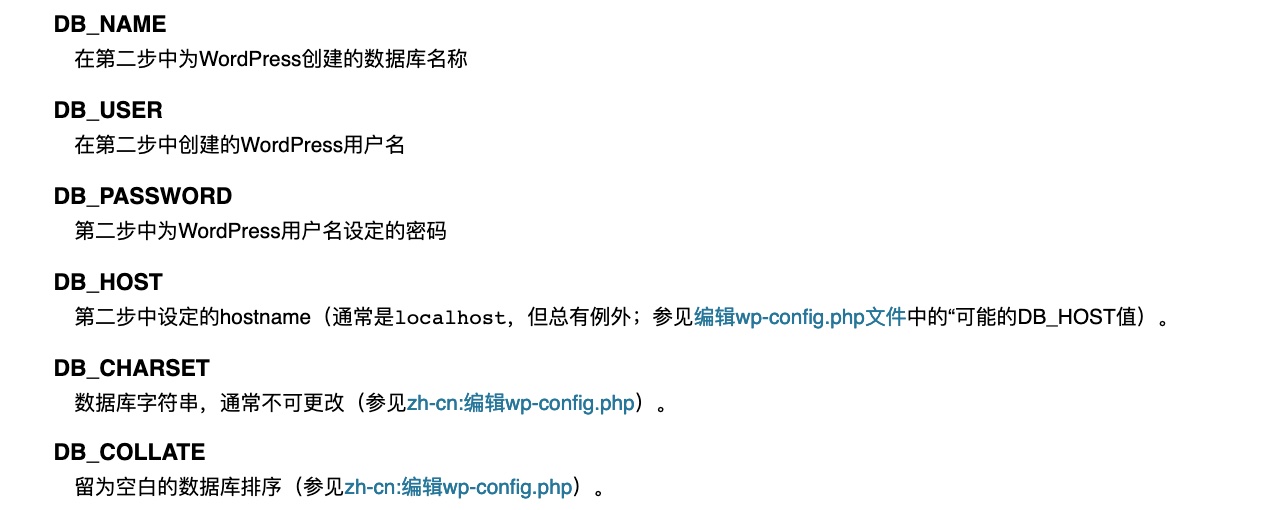 DB_NAME
在第二步中为WordPress创建的数据库名称
DB_USER
在第二步中创建的WordPress用户名
DB_PASSWORD
第二步中为WordPress用户名设定的密码
DB_HOST
第二步中设定的hostname（通常是localhost，但总有例外；参见编辑wp-config.php文件中的“可能的DB_HOST值）。
DB_CHARSET
数据库字符串，通常不可更改（参见zh-cn:编辑wp-config.php）。
DB_COLLATE
留为空白的数据库排序（参见zh-cn:编辑wp-config.php）。